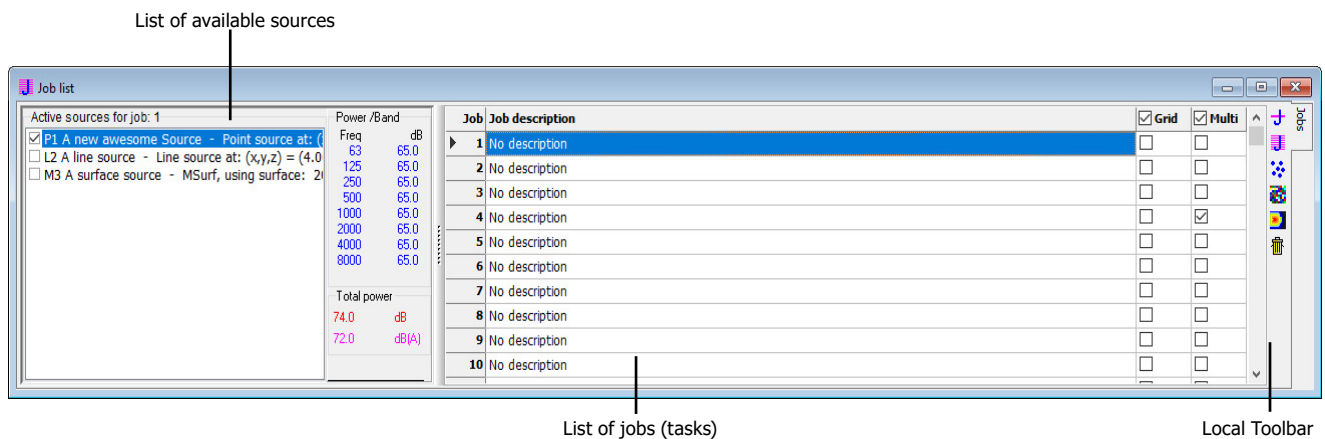 List of available sources
Job list
Active sources for job: 1
P1 A new awesome Source - Point source at: (
L2 A line source - Line source at: (x,y,z) = (4.0
M3 A surface source - MSurf, using surface: 20
Power /Band
Freq dB
63 65.0
125 65.0
250 65.0
500 65.0
1000 65.0
2000 65.0
4000 65.0
8000 65.0
Total power
74.0 dB
72.0 dB(A)
Job Job description Grid Multi
1 No description
2 No description
3 No description
4 No description
5 No description
6 No description
7 No description
8 No description
9 No description
10 No description
Jobs
List of jobs (tasks)
Local Toolbar